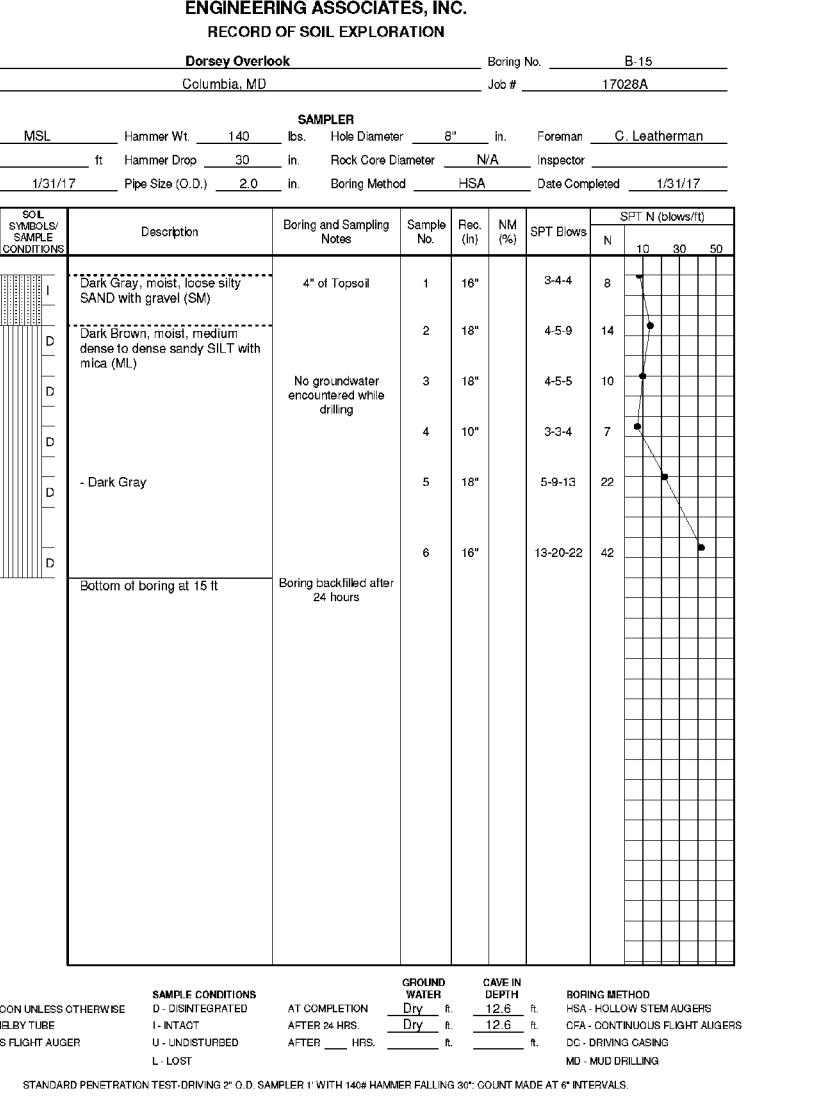 ENGINEERING ASSOCIATES, INC.
RECORD OF SOIL EXPLORATION
Dorsey Overlook Boring No. B-15
Columbia, MD Job # 17028A
SAMPLER
MSL Hammer Wt. 140 lbs. Hole Diameter 8" in. Foreman C. Leatherman
ft Hammer Drop 30 in. Rock Core Diameter N/A Inspector
1/31/17 Pipe Size (O.D.) 2.0 in. Boring Method HSA Date Completed 1/31/17
SOIL
SYMBOLS/
SAMPLE
CONDITIONS
Description
Boring and Sampling
Notes
Sample
No.
Rec.
(in)
NM
(%)
SPT Blows
SPT N (blows/ft)
N
10 30 50
I Dark Gray, moist, loose silty 4" of Topsoil 1 16" 3-4-4 8
SAND with gravel (SM)
D Dark Brown, moist, medium 2 18" 4-5-9 14
dense to dense sandy SILT with
mica (ML)
D No groundwater 3 18" 4-5-5 10
encountered while
drilling
D 4 10" 3-3-4 7
D - Dark Gray 5 18" 5-9-13 22
D 6 16" 13-20-22 42
Bottom of boring at 15 ft Boring backfilled after
24 hours
GROUND CAVE IN
SAMPLE CONDITIONS WATER DEPTH BORING METHOD
OON UNLESS OTHERWISE D - DISINTEGRATED AT COMPLETION Dry ft. 12.6 ft. HSA - HOLLOW STEM AUGERS
ELBY TUBE I - INTACT AFTER 24 HRS. Dry ft. 12.6 ft. CFA - CONTINUOUS FLIGHT AUGERS
S FLIGHT AUGER U - UNDISTURBED AFTER ___ HRS. ft. ft. DC - DRIVING CASING
L - LOST MD - MUD DRILLING
STANDARD PENETRATION TEST-DRIVING 2" O.D. SAMPLER 1' WITH 140# HAMMER FALLING 30": COUNT MADE AT 6" INTERVALS.